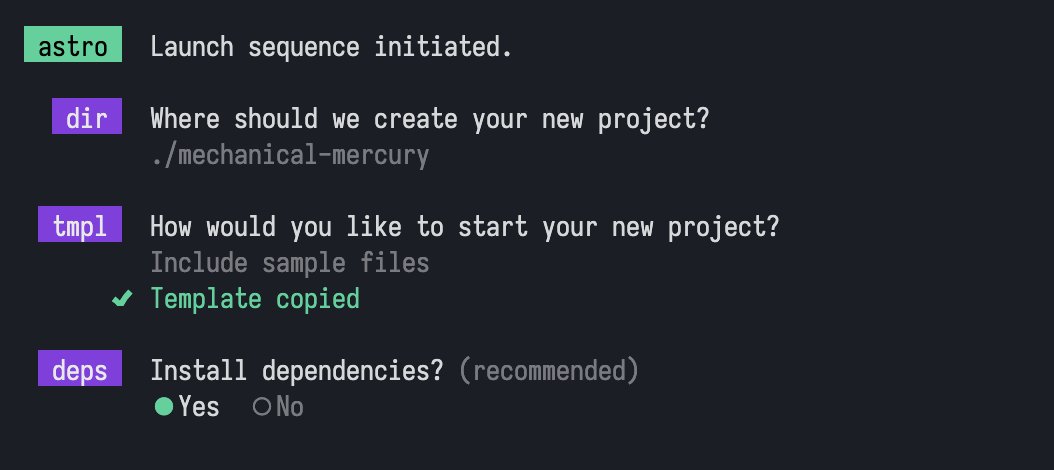 astro Launch sequence initiated.
dir Where should we create your new project?
./mechanical-mercury
tmpl How would you like to start your new project?
Include sample files
✔ Template copied
deps Install dependencies? (recommended)
● Yes ○ No